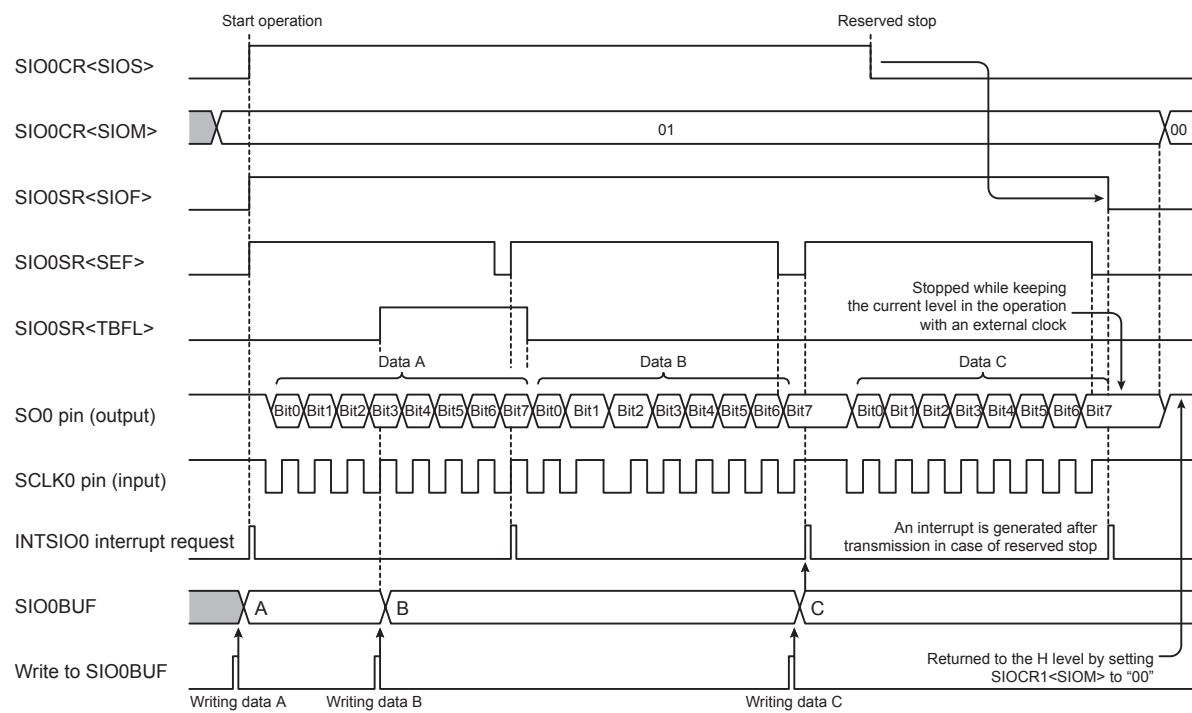 Start operation
Reserved stop
SIO0CR<SIOS>
SIO0CR<SIOM>
01
00
SIO0SR<SIOF>
SIO0SR<SEF>
Stopped while keeping
the current level in the operation
with an external clock
SIO0SR<TBFL>
Data A
Data B
Data C
SO0 pin (output)
Bit0 Bit1 Bit2 Bit3 Bit4 Bit5 Bit6 Bit7 Bit0 Bit1 Bit2 Bit3 Bit4 Bit5 Bit6 Bit7 Bit0 Bit1 Bit2 Bit3 Bit4 Bit5 Bit6 Bit7
SCLK0 pin (input)
INTSIO0 interrupt request
An interrupt is generated after
transmission in case of reserved stop
SIO0BUF
A
B
C
Write to SIO0BUF
Returned to the H level by setting
SIOCR1<SIOM> to “00”
Writing data A
Writing data B
Writing data C